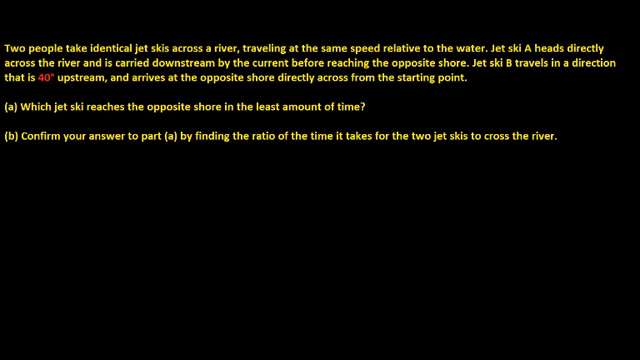 Two people take identical jet skis across a river, traveling at the same speed relative to the water. Jet ski A heads directly
across the river and is carried downstream by the current before reaching the opposite shore. Jet ski B travels in a direction
that is 40° upstream, and arrives at the opposite shore directly across from the starting point.
(a) Which jet ski reaches the opposite shore in the least amount of time?
(b) Confirm your answer to part (a) by finding the ratio of the time it takes for the two jet skis to cross the river.